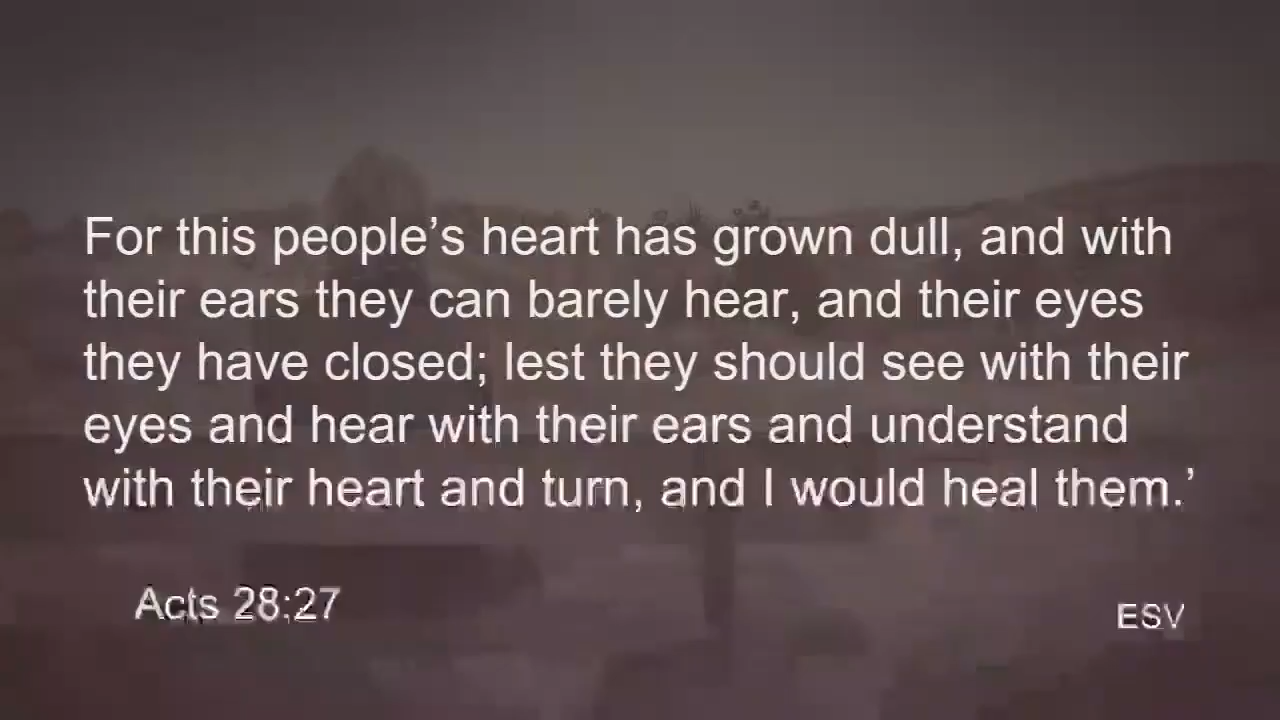 For this people’s heart has grown dull, and with
their ears they can barely hear, and their eyes
they have closed; lest they should see with their
eyes and hear with their ears and understand
with their heart and turn, and I would heal them.’
Acts 28:27
ESV